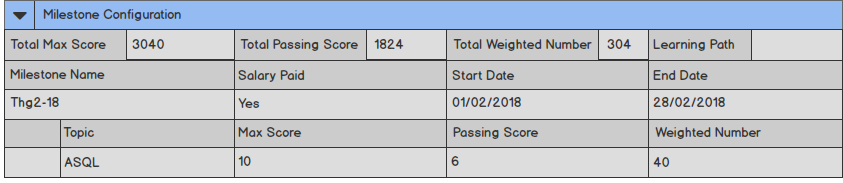 Milestone Configuration
Total Max Score 3040 Total Passing Score 1824 Total Weighted Number 304 Learning Path
Milestone Name Salary Paid Start Date End Date
Thg2-18 Yes 01/02/2018 28/02/2018
Topic Max Score Passing Score Weighted Number
ASQL 10 6 40